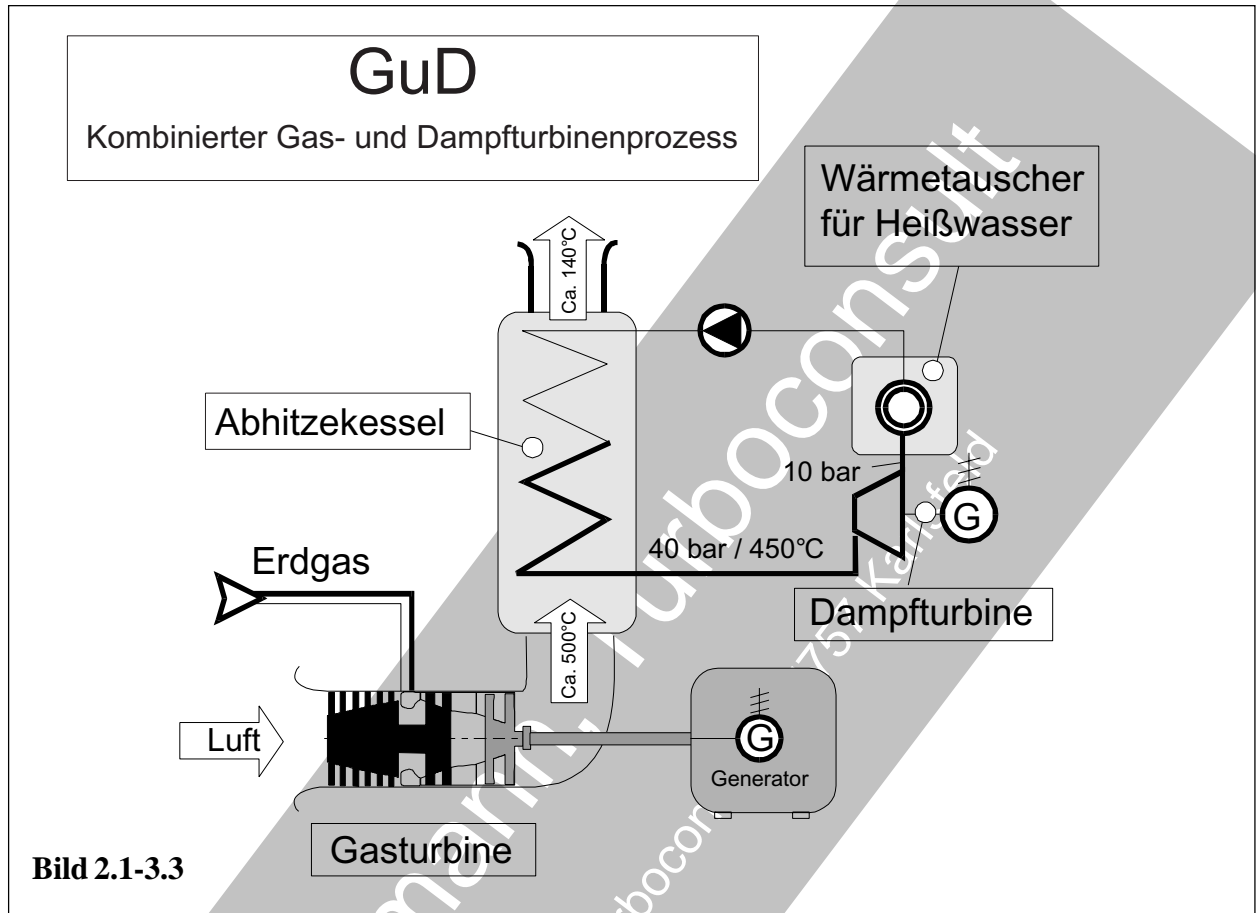 GuD
Kombinierter Gas- und Dampfturbinenprozess
Wärmetauscher
für Heißwasser
Ca. 140°C
Abhitzekessel
10 bar
G
40 bar / 450°C
Erdgas
Dampfturbine
Ca. 500°C
Luft
G
Generator
Gasturbine
Bild 2.1-3.3